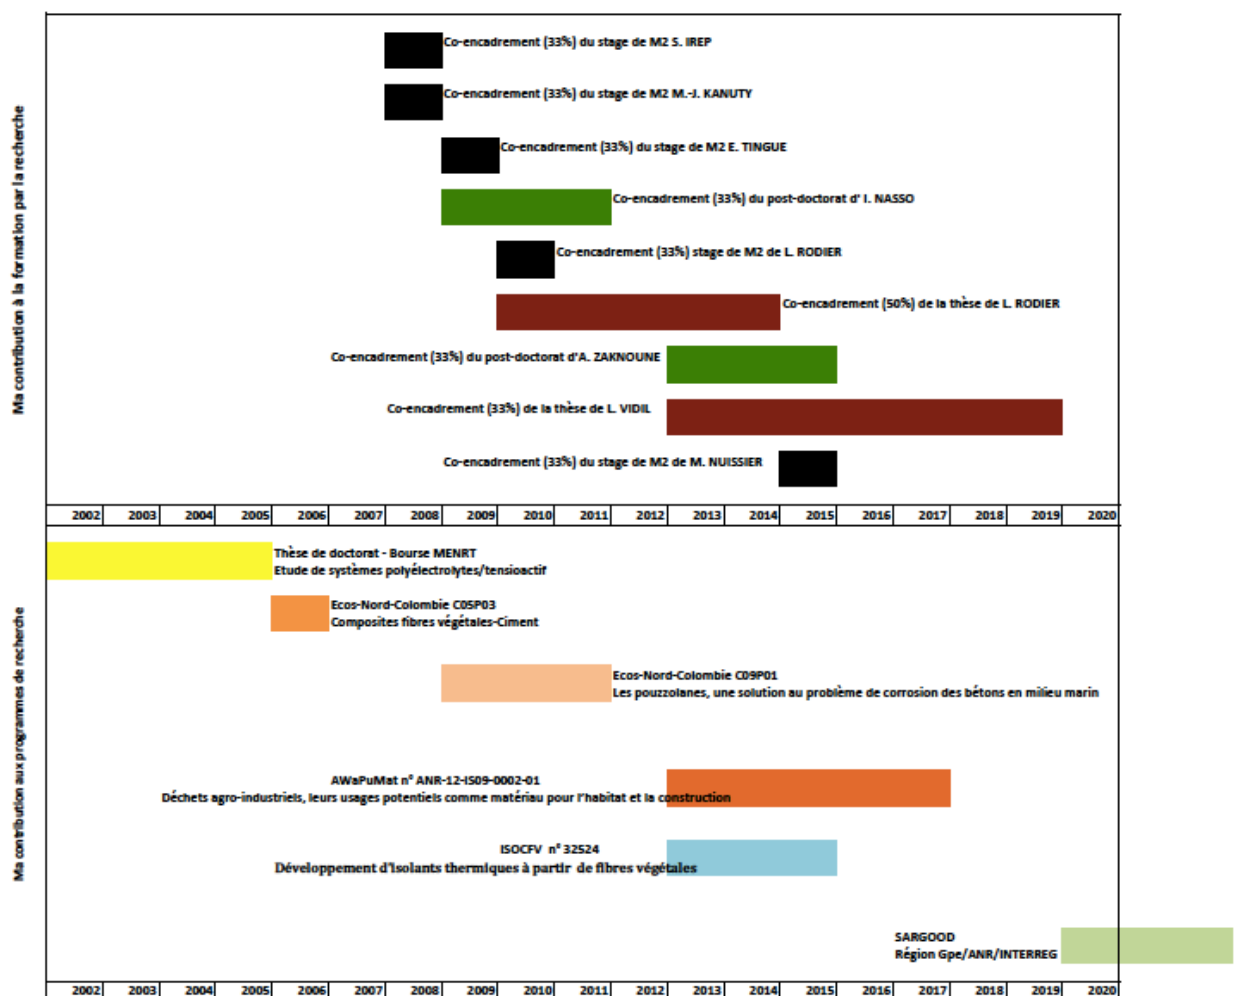 Ma contribution à la formation par la recherche
Co-encadrement (33%) du stage de M2 S. IREP
Co-encadrement (33%) du stage de M2 M.-J. KANUTY
Co-encadrement (33%) du stage de M2 E. TINGUE
Co-encadrement (33%) du post-doctorat d' I. NASSO
Co-encadrement (33%) stage de M2 de L. RODIER
Co-encadrement (50%) de la thèse de L. RODIER
Co-encadrement (33%) du post-doctorat d'A. ZAKNOUNE
Co-encadrement (33%) de la thèse de L. VIDIL
Co-encadrement (33%) du stage de M2 de M. NUISSIER
2002 2003 2004 2005 2006 2007 2008 2009 2010 2011 2012 2013 2014 2015 2016 2017 2018 2019 2020
Ma contribution aux programmes de recherche
Thèse de doctorat - Bourse MENRT
Etude de systèmes polyélectrolytes/tensioactif
Ecos-Nord-Colombie C05P03
Composites fibres végétales-Ciment
Ecos-Nord-Colombie C09P01
Les pouzzolanes, une solution au problème de corrosion des bétons en milieu marin
AWaPuMat n° ANR-12-IS09-0002-01
Déchets agro-industriels, leurs usages potentiels comme matériau pour l'habitat et la construction
ISOCFV n° 32524
Développement d'isolants thermiques à partir de fibres végétales
SARGOOD
Région Gpe/ANR/INTERREG
2002 2003 2004 2005 2006 2007 2008 2009 2010 2011 2012 2013 2014 2015 2016 2017 2018 2019 2020